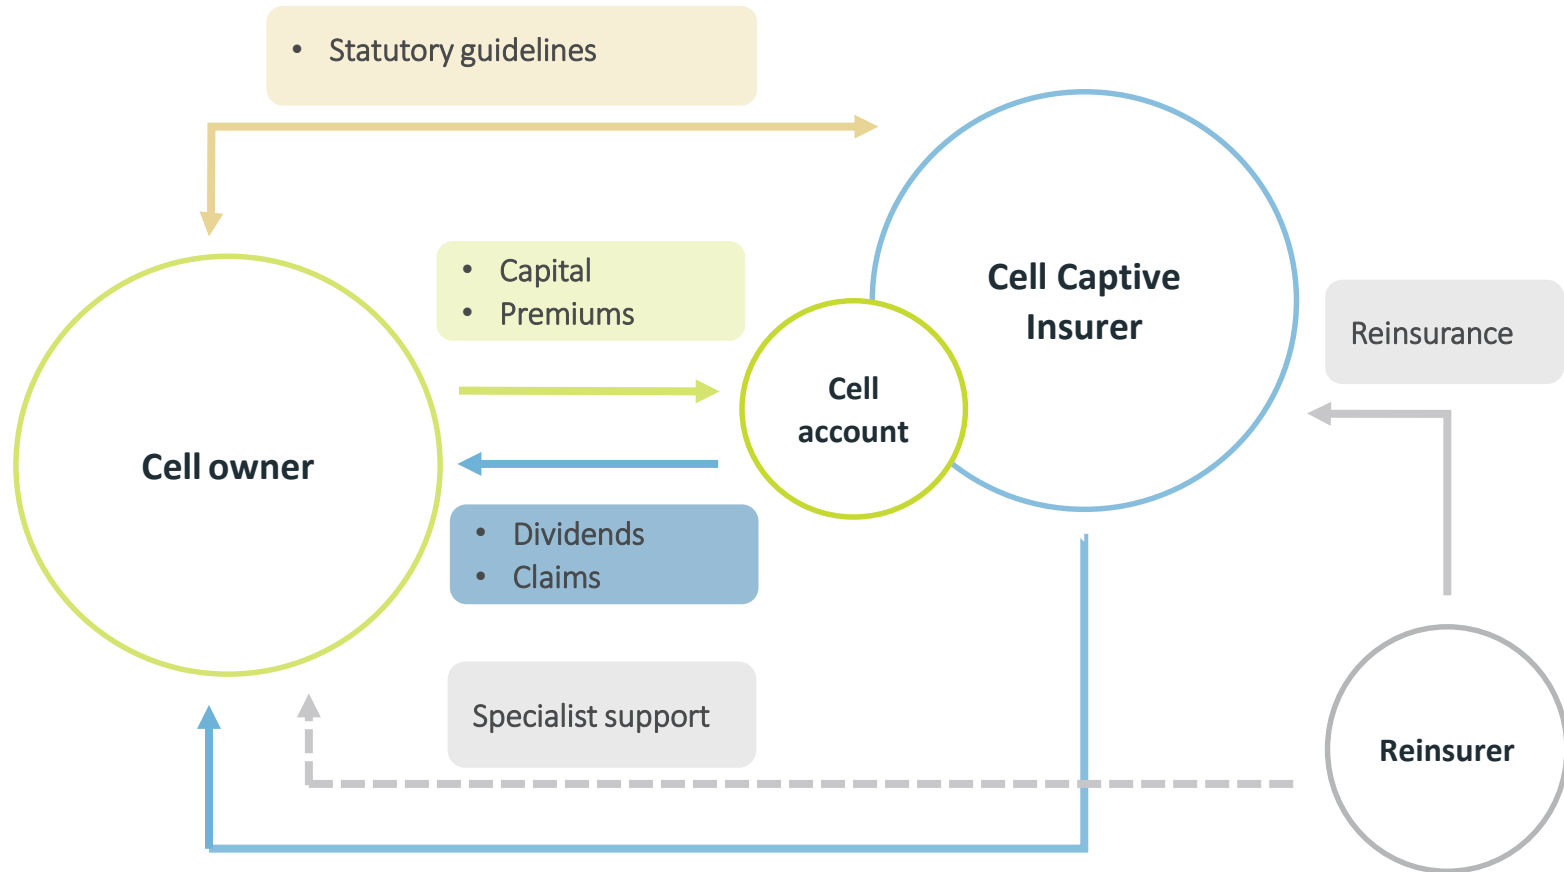 • Statutory guidelines
• Capital
• Premiums
Cell Captive
Insurer
Reinsurance
Cell
account
Cell owner
• Dividends
• Claims
Specialist support
Reinsurer